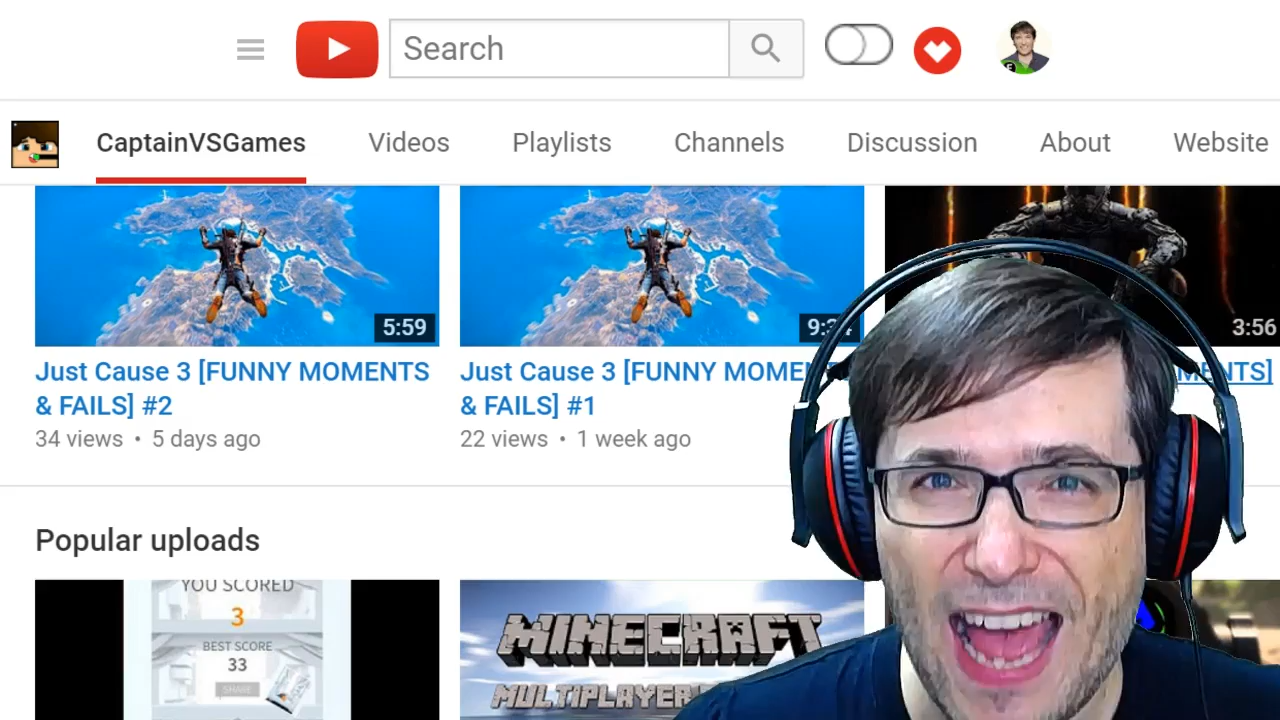 Search
CaptainVSGames Videos Playlists Channels Discussion About Website
5:59
3:56
Just Cause 3 [FUNNY MOMENTS
& FAILS] #2
34 views • 5 days ago
Just Cause 3 [FUNNY
& FAILS] #1
22 views • 1 week ago
Popular uploads
YOU SCORED
3
BEST SCORE
33
SHARE
MINECRAFT
MULTIPLAYER